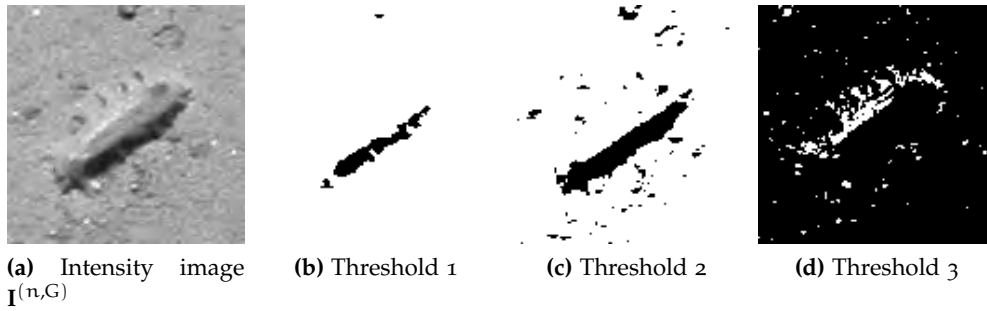 (a) Intensity image
I^(n,G)
(b) Threshold 1
(c) Threshold 2
(d) Threshold 3